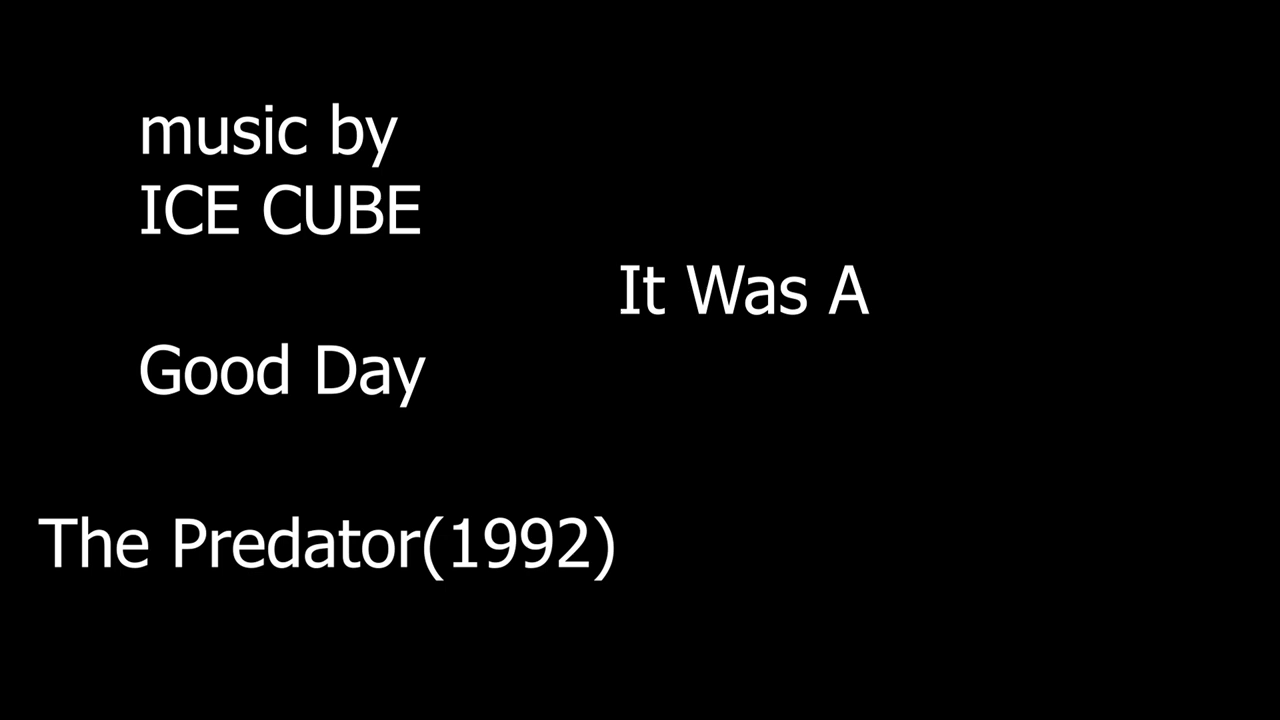 music by
ICE CUBE
It Was A
Good Day
The Predator(1992)